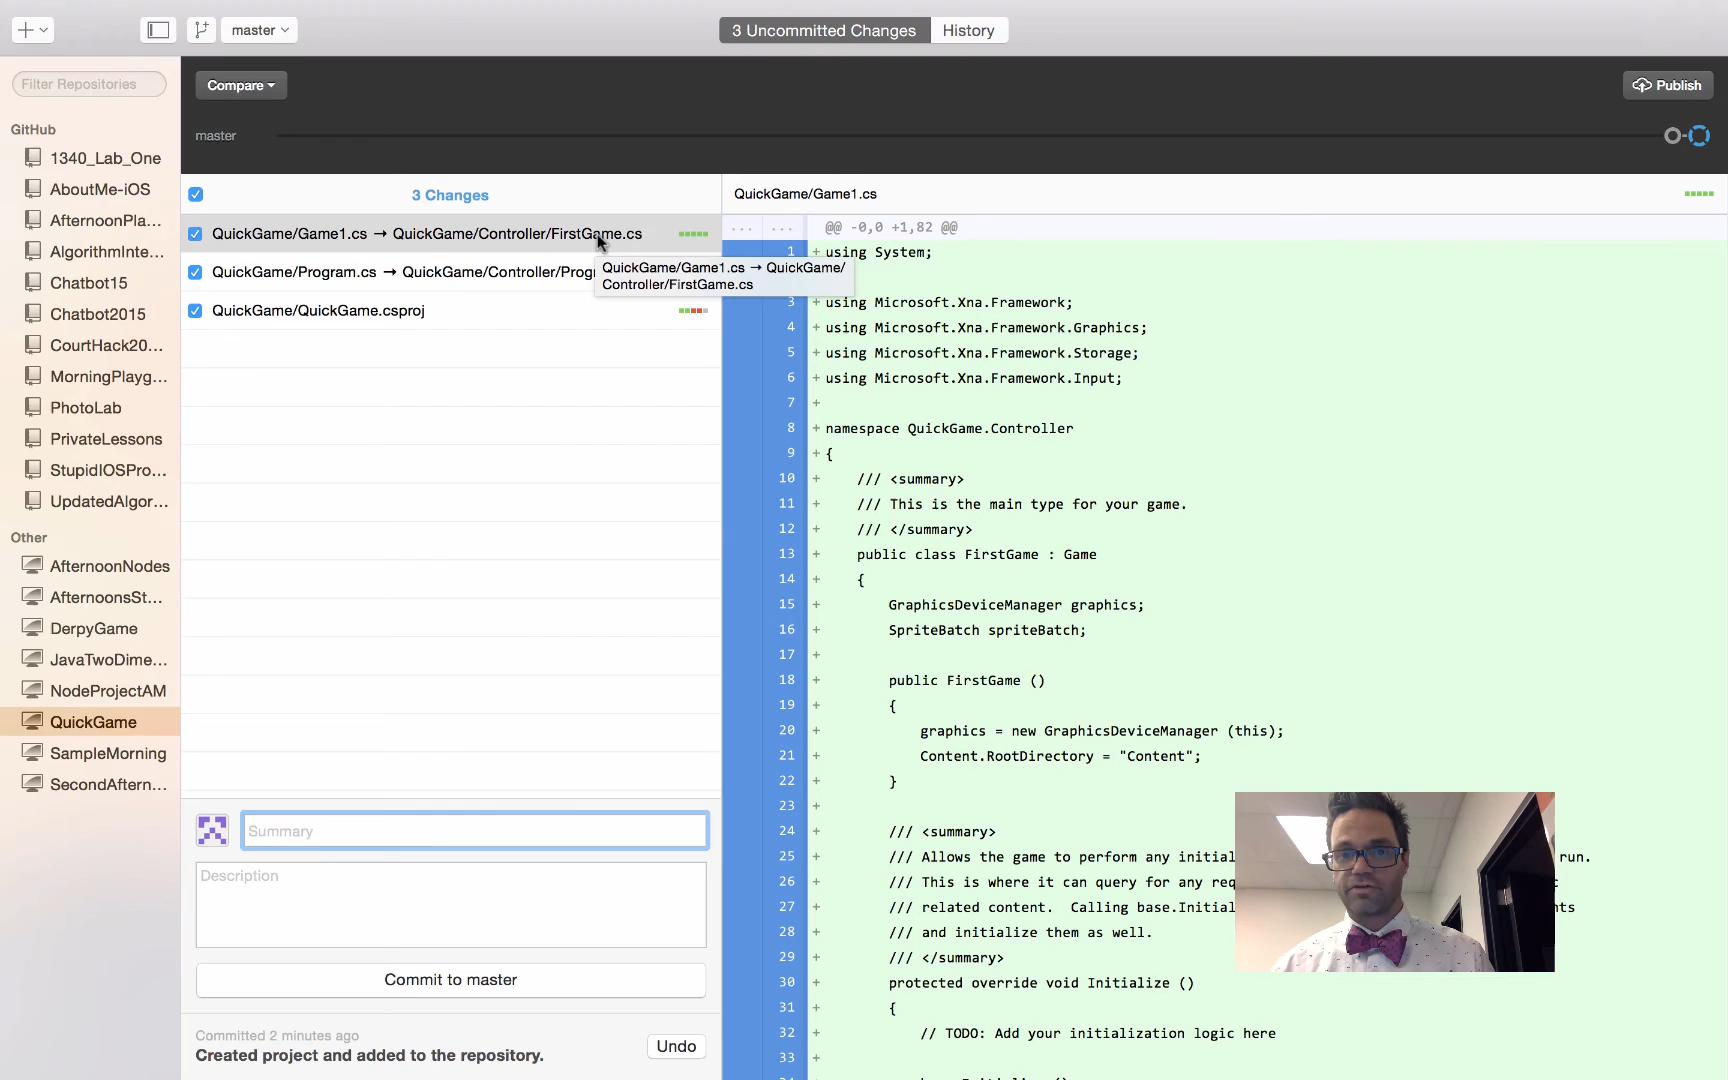 master
3 Uncommitted Changes
History
Filter Repositories
GitHub
1340_Lab_One
AboutMe-iOS
AfternoonPla...
AlgorithmInte...
Chatbot15
Chatbot2015
CourtHack20...
MorningPlayg...
PhotoLab
PrivateLessons
StupidIOSPro...
UpdatedAlgor...
Other
AfternoonNodes
AfternoonsSt...
DerpyGame
JavaTwoDime...
NodeProjectAM
QuickGame
SampleMorning
SecondAftern...
Compare
Publish
master
3 Changes
QuickGame/Game1.cs → QuickGame/Controller/FirstGame.cs
QuickGame/Program.cs → QuickGame/Controller/Progr
QuickGame/Game1.cs → QuickGame/
Controller/FirstGame.cs
QuickGame/QuickGame.csproj
Summary
Description
Commit to master
Committed 2 minutes ago
Created project and added to the repository.
Undo
QuickGame/Game1.cs
... ... @@ -0,0 +1,82 @@
1 + using System;
3 + using Microsoft.Xna.Framework;
4 + using Microsoft.Xna.Framework.Graphics;
5 + using Microsoft.Xna.Framework.Storage;
6 + using Microsoft.Xna.Framework.Input;
7 +
8 + namespace QuickGame.Controller
9 + {
10 + /// <summary>
11 + /// This is the main type for your game.
12 + /// </summary>
13 + public class FirstGame : Game
14 + {
15 + GraphicsDeviceManager graphics;
16 + SpriteBatch spriteBatch;
17 +
18 + public FirstGame ()
19 + {
20 + graphics = new GraphicsDeviceManager (this);
21 + Content.RootDirectory = "Content";
22 + }
23 +
24 + /// <summary>
25 + /// Allows the game to perform any initial run.
26 + /// This is where it can query for any req
27 + /// related content.  Calling base.Initial nts
28 + /// and initialize them as well.
29 + /// </summary>
30 + protected override void Initialize ()
31 + {
32 + // TODO: Add your initialization logic here
33 +